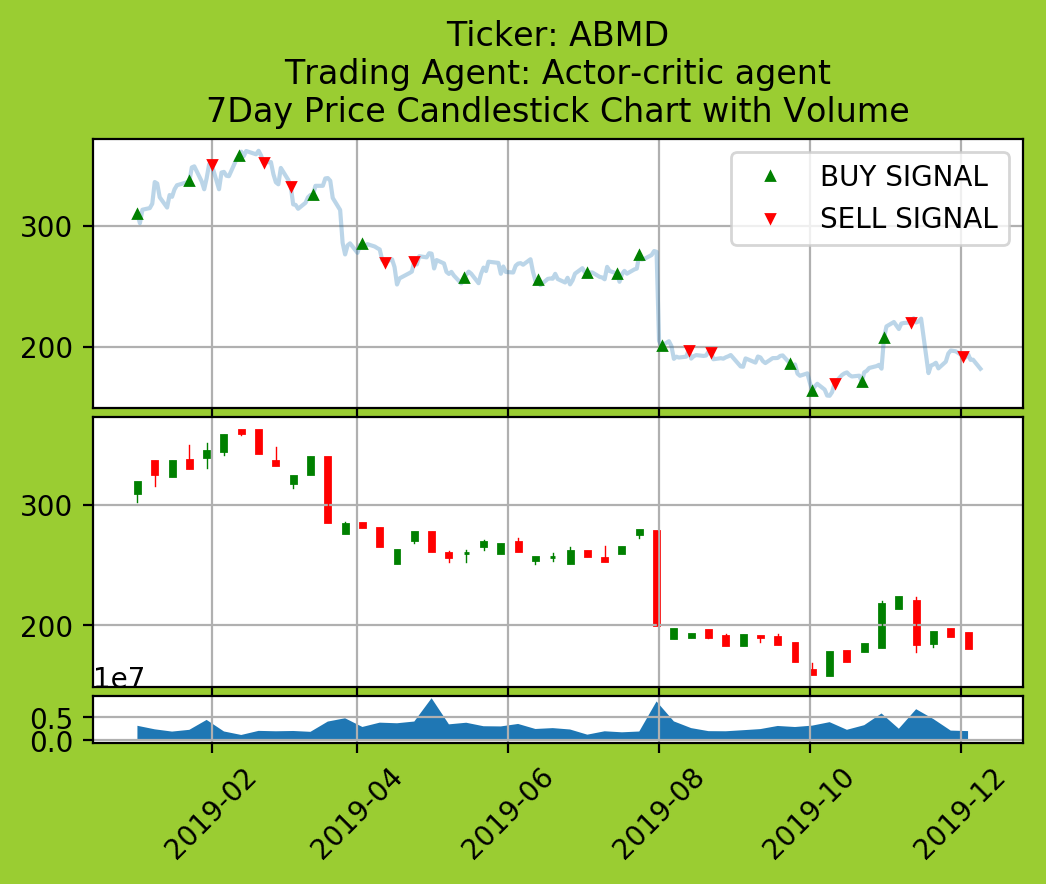 Ticker: ABMD
Trading Agent: Actor-critic agent
7Day Price Candlestick Chart with Volume
BUY SIGNAL
SELL SIGNAL
300
200
300
200
1e7
0.5
0.0
2019-02
2019-04
2019-06
2019-08
2019-10
2019-12